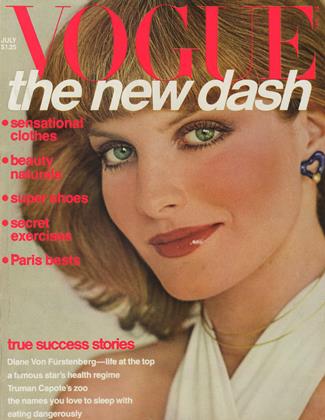 VOGUE
JULY
$1.25
the new dash
• sensational
clothes
• beauty
naturals
• super shoes
• secret
exercises
• Paris bests
true success stories
Diane Von Fürstenberg—life at the top
a famous star's health regime
Truman Capote's zoo
the names you love to sleep with
eating dangerously